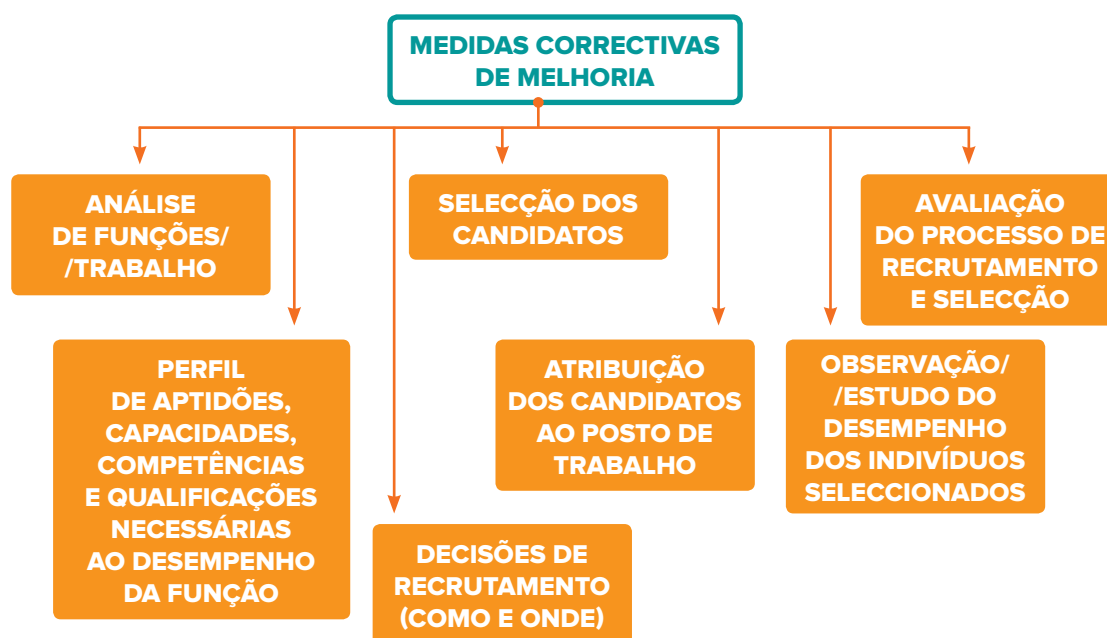 MEDIDAS CORRECTIVAS
DE MELHORIA
ANÁLISE
DE FUNÇÕES/
/TRABALHO
PERFIL
DE APTIDÕES,
CAPACIDADES,
COMPETÊNCIAS
E QUALIFICAÇÕES
NECESSÁRIAS
AO DESEMPENHO
DA FUNÇÃO
DECISÕES DE
RECRUTAMENTO
(COMO E ONDE)
SELECÇÃO DOS
CANDIDATOS
ATRIBUIÇÃO
DOS CANDIDATOS
AO POSTO DE
TRABALHO
OBSERVAÇÃO/
/ESTUDO DO
DESEMPENHO
DOS INDIVÍDUOS
SELECCIONADOS
AVALIAÇÃO
DO PROCESSO DE
RECRUTAMENTO
E SELECÇÃO